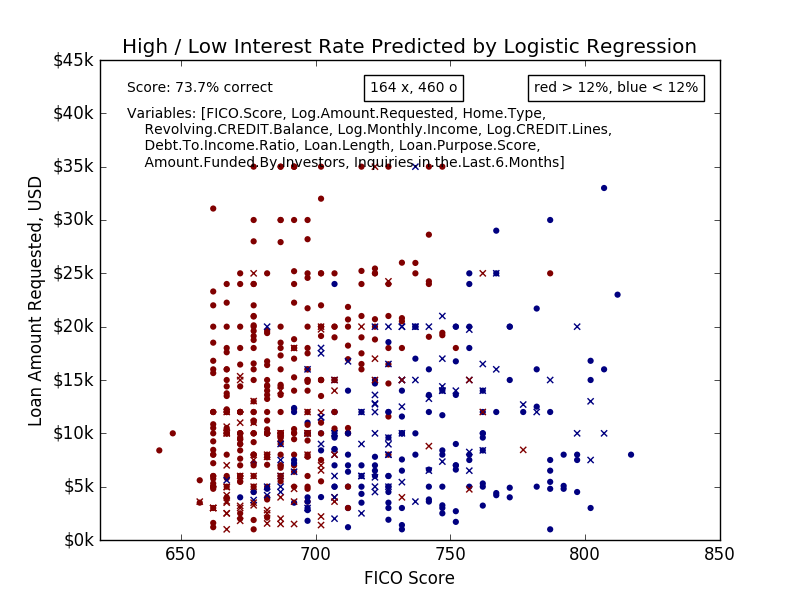 High / Low Interest Rate Predicted by Logistic Regression
$45k
Score: 73.7% correct
164 x, 460 o
red > 12%, blue < 12%
$40k
Variables: [FICO.Score, Log.Amount.Requested, Home.Type,
Revolving.CREDIT.Balance, Log.Monthly.Income, Log.CREDIT.Lines,
Debt.To.Income.Ratio, Loan.Length, Loan.Purpose.Score,
Amount.Funded.By.Investors, Inquiries.in.the.Last.6.Months]
$35k
$30k
$25k
$20k
$15k
$10k
$5k
$0k
Loan Amount Requested, USD
650
700
750
800
850
FICO Score